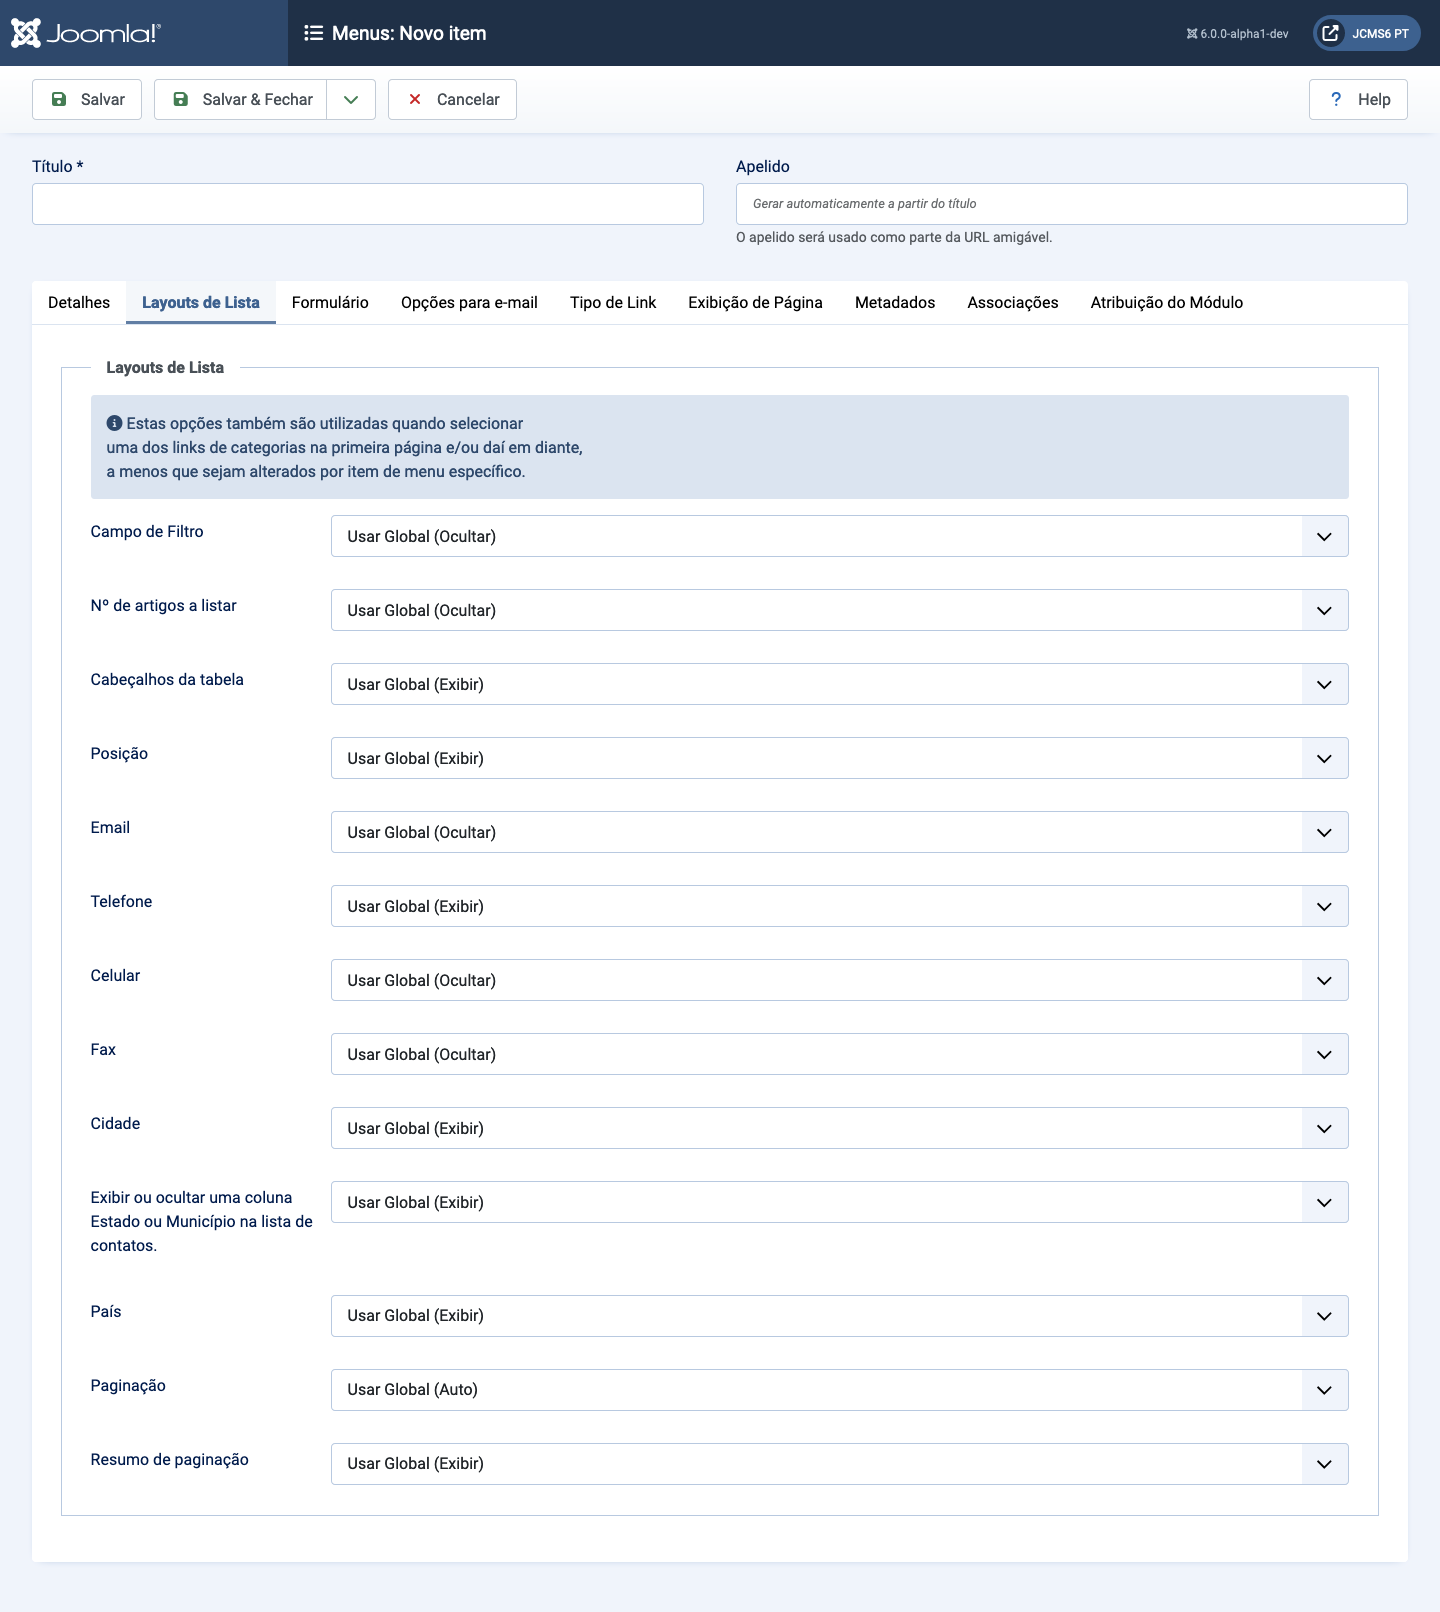 Joomla!®
Menus: Novo item
6.0.0-alpha1-dev
JCMS6 PT
Salvar
Salvar & Fechar
Cancelar
? Help
Título *
Apelido
Gerar automaticamente a partir do título
O apelido será usado como parte da URL amigável.
Detalhes
Layouts de Lista
Formulário
Opções para e-mail
Tipo de Link
Exibição de Página
Metadados
Associações
Atribuição do Módulo
Layouts de Lista
Estas opções também são utilizadas quando selecionar
uma dos links de categorias na primeira página e/ou daí em diante,
a menos que sejam alterados por item de menu específico.
Campo de Filtro
Usar Global (Ocultar)
Nº de artigos a listar
Usar Global (Ocultar)
Cabeçalhos da tabela
Usar Global (Exibir)
Posição
Usar Global (Exibir)
Email
Usar Global (Ocultar)
Telefone
Usar Global (Exibir)
Celular
Usar Global (Ocultar)
Fax
Usar Global (Ocultar)
Cidade
Usar Global (Exibir)
Exibir ou ocultar uma coluna
Estado ou Município na lista de
contatos.
Usar Global (Exibir)
País
Usar Global (Exibir)
Paginação
Usar Global (Auto)
Resumo de paginação
Usar Global (Exibir)